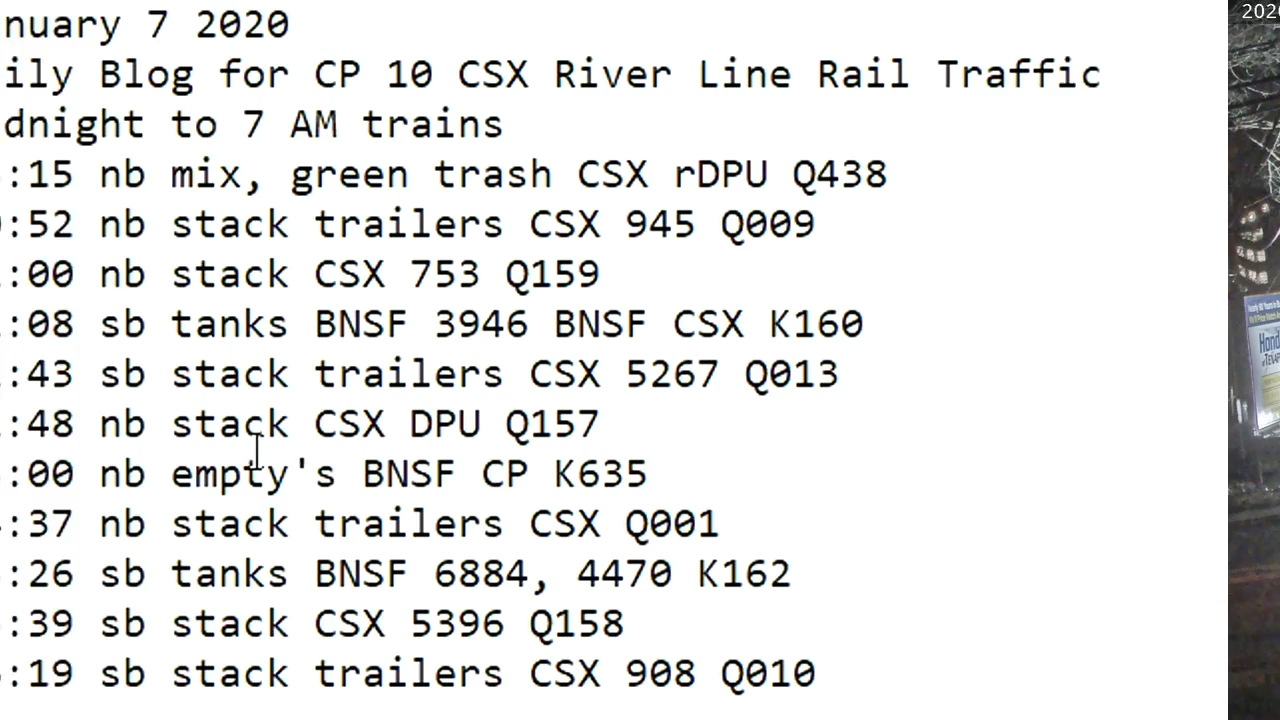 nuary 7 2020
ily Blog for CP 10 CSX River Line Rail Traffic
dnight to 7 AM trains
:15 nb mix, green trash CSX rDPU Q438
:52 nb stack trailers CSX 945 Q009
:00 nb stack CSX 753 Q159
:08 sb tanks BNSF 3946 BNSF CSX K160
:43 sb stack trailers CSX 5267 Q013
:48 nb stack CSX DPU Q157
:00 nb empty's BNSF CP K635
:37 nb stack trailers CSX Q001
:26 sb tanks BNSF 6884, 4470 K162
:39 sb stack CSX 5396 Q158
:19 sb stack trailers CSX 908 Q010
202